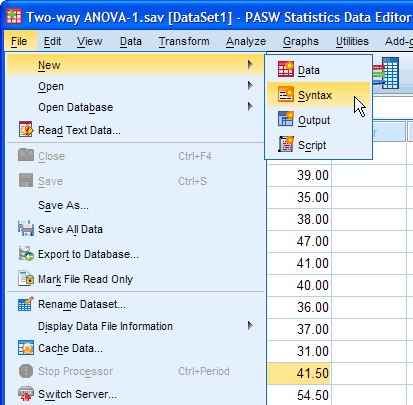 Two-way ANOVA-1.sav [DataSet1] - PASW Statistics Data Editor
File Edit View Data Transform Analyze Graphs Utilities Add-g
New
Open
Open Database
Read Text Data...
Close Ctrl+F4
Save Ctrl+S
Save As...
Save All Data
Export to Database...
Mark File Read Only
Rename Dataset...
Display Data File Information
Cache Data...
Stop Processor Ctrl+Period
Switch Server...
Data
Syntax
Output
Script
39.00
35.00
38.00
47.00
41.00
40.00
36.00
37.00
31.00
41.50
54.50